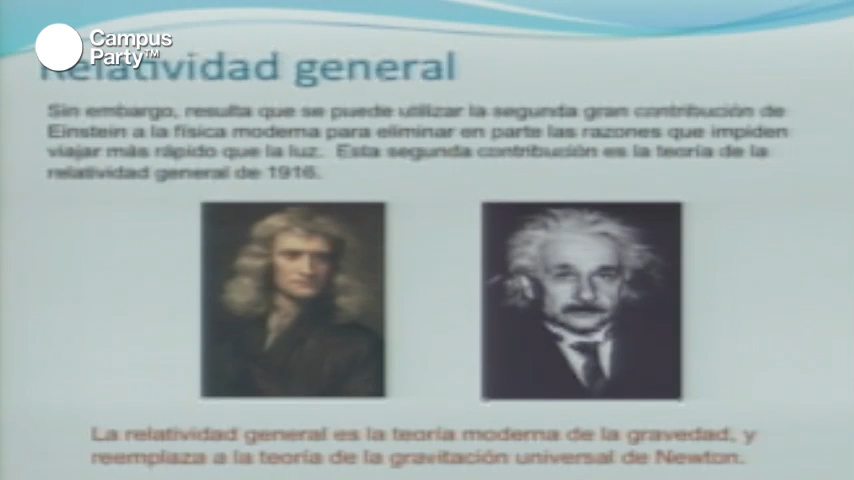 Campus
Party™
Relatividad general
Sin embargo, resulta que se puede utilizar la segunda gran contribución de
Einstein a la física moderna para eliminar en parte las razones que impiden
viajar más rápido que la luz. Esta segunda contribución es la teoría de la
relatividad general de 1916.
La relatividad general es la teoría moderna de la gravedad, y
reemplaza a la teoría de la gravitación universal de Newton.